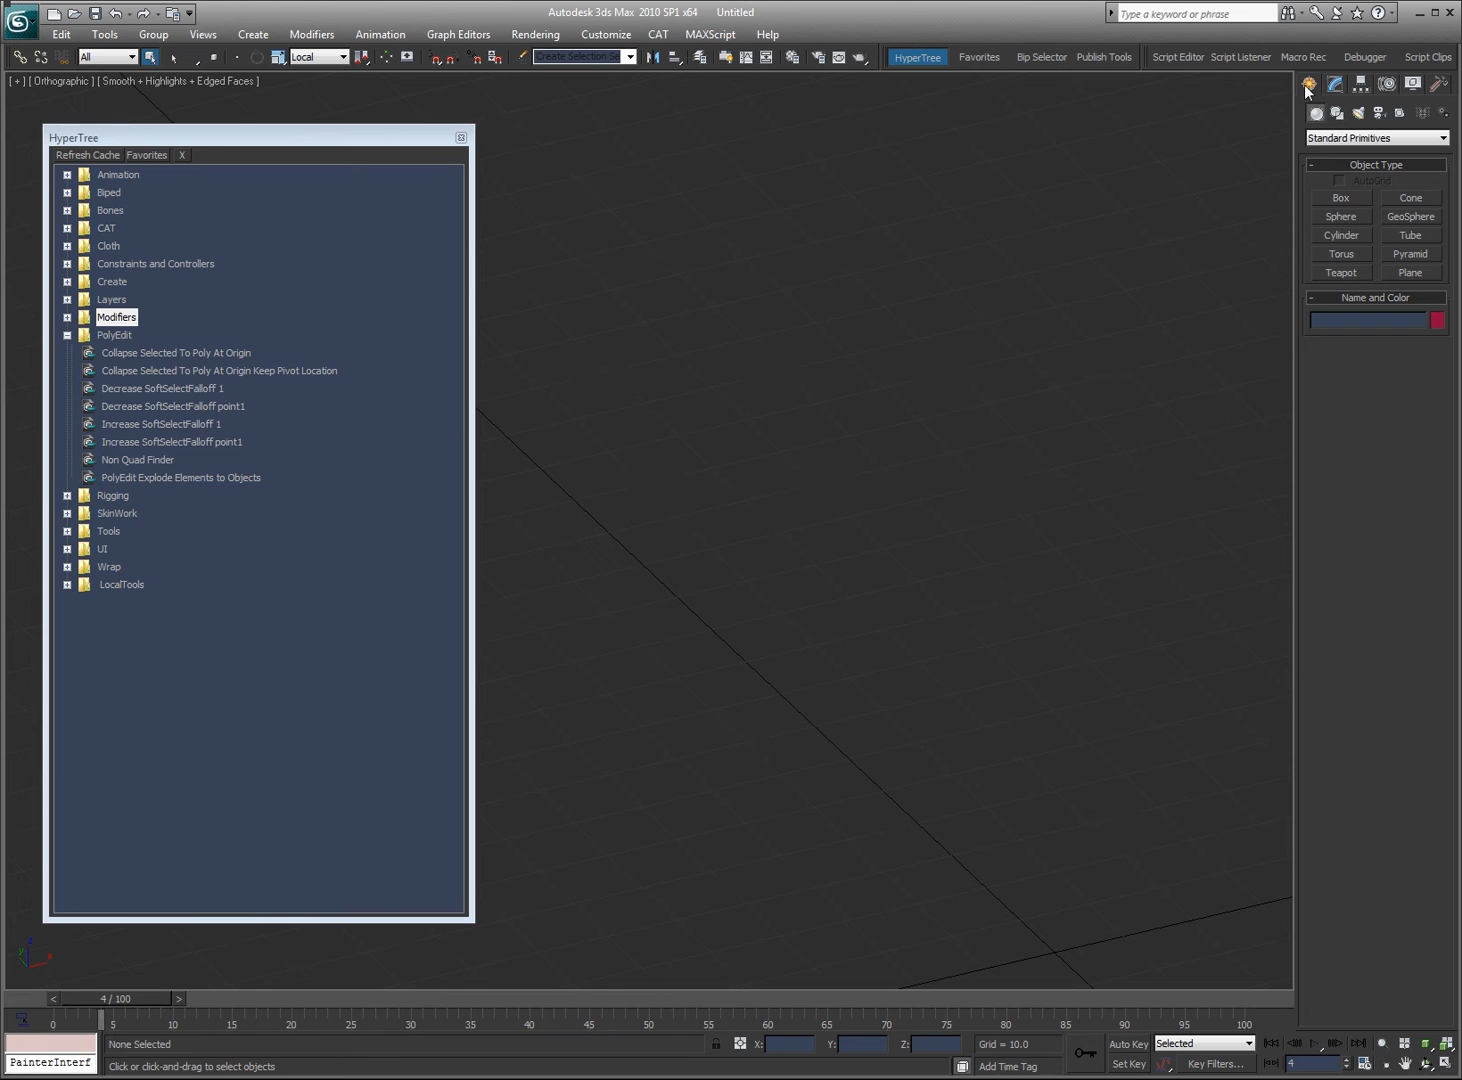 Autodesk 3ds Max 2010 SP1 x64 Untitled
Type a keyword or phrase
Edit Tools Group Views Create Modifiers Animation Graph Editors Rendering Customize CAT MAXScript Help
All Local Create Selection Se HyperTree Favorites Bip Selector Publish Tools Script Editor Script Listener Macro Rec Debugger Script Clips
[ + ] [ Orthographic ] [ Smooth + Highlights + Edged Faces ]
HyperTree
Refresh Cache Favorites X
Animation
Biped
Bones
CAT
Cloth
Constraints and Controllers
Create
Layers
Modifiers
PolyEdit
Collapse Selected To Poly At Origin
Collapse Selected To Poly At Origin Keep Pivot Location
Decrease SoftSelectFalloff 1
Decrease SoftSelectFalloff point1
Increase SoftSelectFalloff 1
Increase SoftSelectFalloff point1
Non Quad Finder
PolyEdit Explode Elements to Objects
Rigging
SkinWork
Tools
UI
Wrap
LocalTools
Standard Primitives
- Object Type
AutoGrid
Box Cone
Sphere GeoSphere
Cylinder Tube
Torus Pyramid
Teapot Plane
- Name and Color
z
y x
< 4 / 100 >
0 5 10 15 20 25 30 35 40 45 50 55 60 65 70 75 80 85 90 95 100
None Selected X: Y: Z: Grid = 10.0 Auto Key Selected
PainterInterf Click or click-and-drag to select objects Add Time Tag Set Key Key Filters... 4